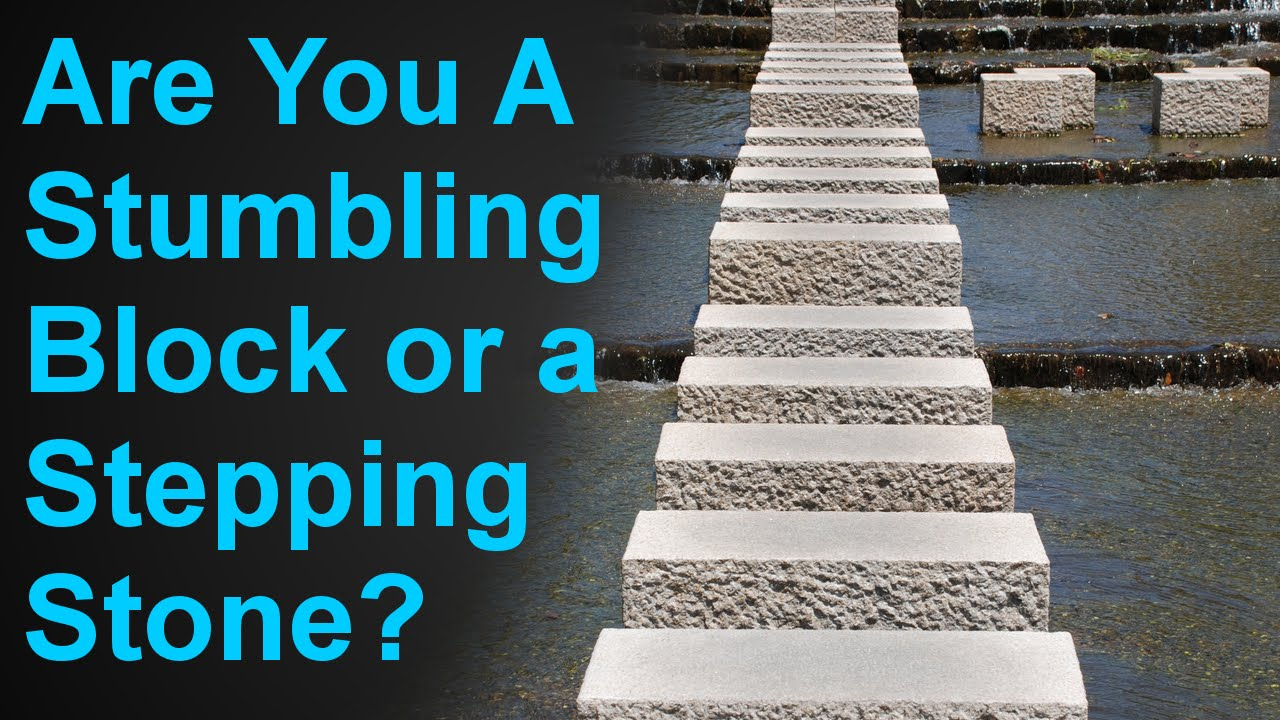 Are You A
Stumbling
Block or a
Stepping
Stone?